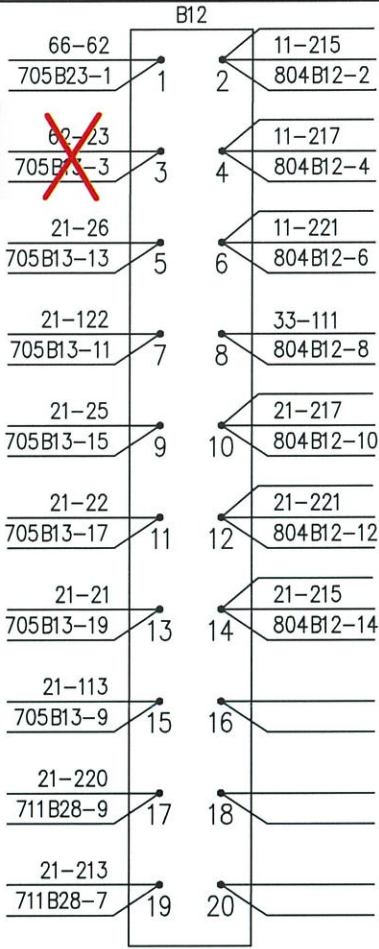 B12
66-62 11-215
705B23-1 1 2 804B12-2
62-23 11-217
3 4 804B12-4
21-26 11-221
705B13-13 5 6 804B12-6
21-122 33-111
705B13-11 7 8 804B12-8
21-25 21-217
705B13-15 9 10 804B12-10
21-22 21-221
705B13-17 11 12 804B12-12
21-21 21-215
705B13-19 13 14 804B12-14
21-113
705B13-9 15 16
21-220
711B28-9 17 18
21-213
711B28-7 19 20